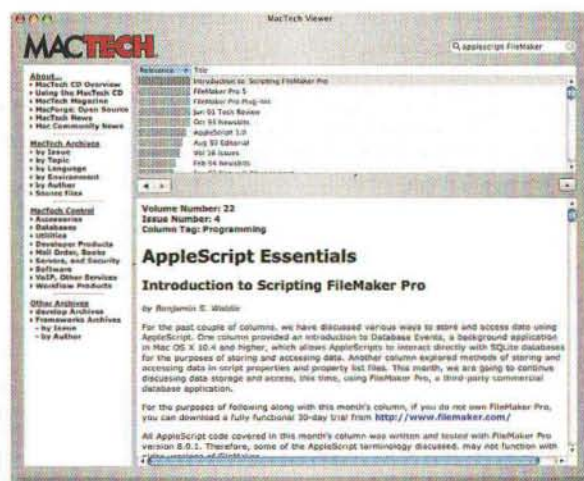 MacTech Viewer
MACTECH
applescript FileMaker
About...
MacTech CD Overview
Using the MacTech CD
MacTech Magazine
MacForge: Open Source
MacTech News
Mac Community News
MacTech Archives
by Issue
by Topic
by Language
by Environment
by Author
Stored Files
MacTech Control
Accessories
Databases
Utilities
Developer Products
Mail Order, Books
Servers, and Security
Software
VoIP, Other Services
Workflow Products
Other Archives
develop Archives
Frameworks Archives
- by Issue
- by Author
Relevance Title
Introduction to Scripting FileMaker Pro
FileMaker Pro 5
FileMaker Pro Plug-ins
Jun 01 Tech Review
Oct 93 Newsbits
AppleScript 1.0
Aug 93 Editorial
Vol 16 Issues
Feb 94 Newsbits
Volume Number: 22
Issue Number: 4
Column Tag: Programming
AppleScript Essentials
Introduction to Scripting FileMaker Pro
by Benjamin S. Waldie
For the past couple of columns, we have discussed various ways to store and access data using
AppleScript. One column provided an introduction to Database Events, a background application
in Mac OS X 10.4 and higher, which allows AppleScripts to interact directly with SQLite databases
for the purposes of storing and accessing data. Another column explored methods of storing and
accessing data in script properties and property list files. This month, we are going to continue
discussing data storage and access, this time, using FileMaker Pro, a third-party commercial
database application.
For the purposes of following along with this month's column, if you do not own FileMaker Pro,
you can download a fully functional 30-day trial from http://www.filemaker.com/
All AppleScript code covered in this month's column was written and tested with FileMaker Pro
version 8.0.1. Therefore, some of the AppleScript terminology discussed, may not function with